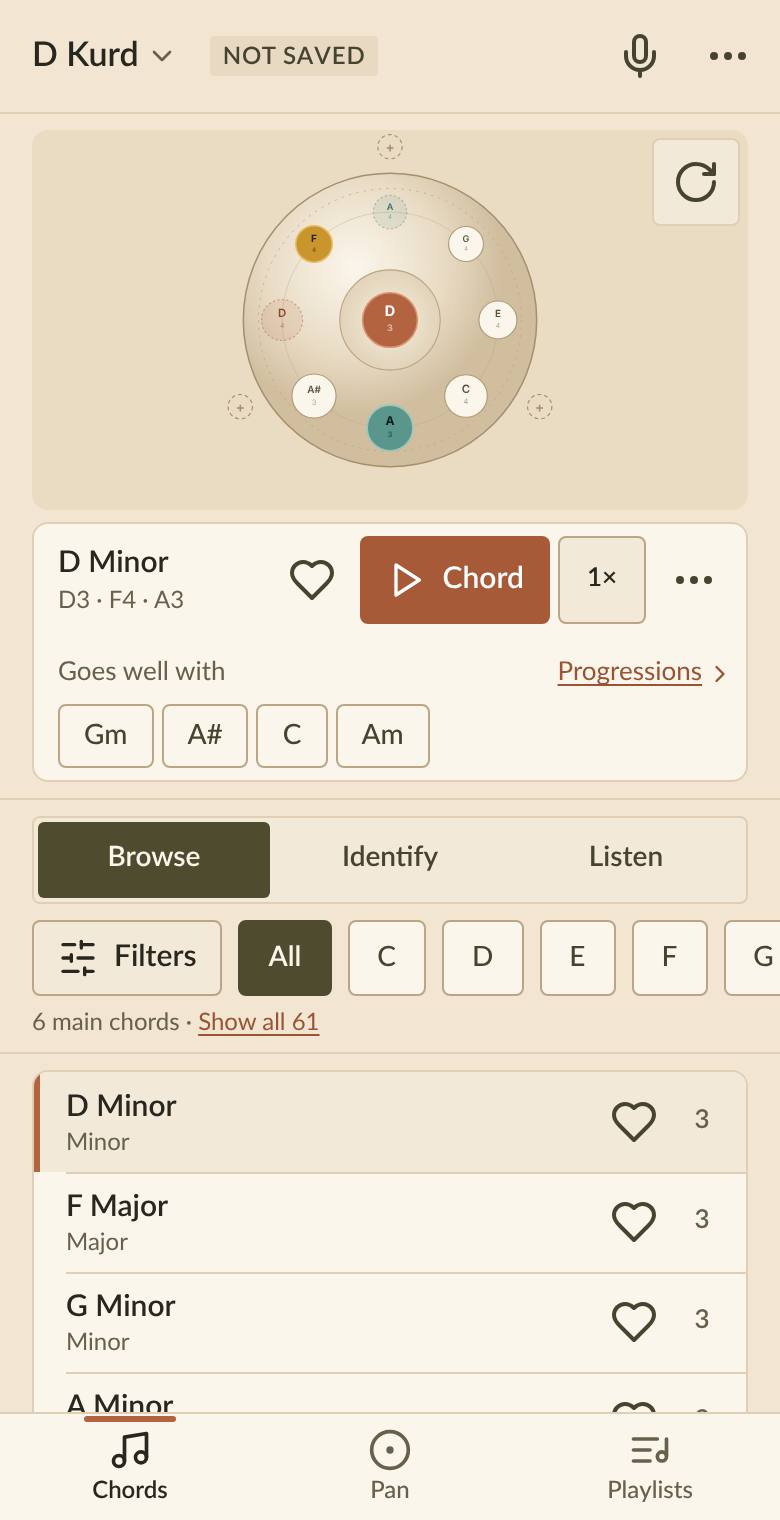 D Kurd NOT SAVED
+
A
4
F
4
G
4
D
4
D
3
E
4
A#
3
C
4
+
+
A
3
D Minor
D3 · F4 · A3
Chord
1×
Goes well with
Progressions
Gm A# C Am
Browse Identify Listen
Filters All C D E F G
6 main chords · Show all 61
D Minor
Minor
3
F Major
Major
3
G Minor
Minor
3
A Minor
Chords Pan Playlists